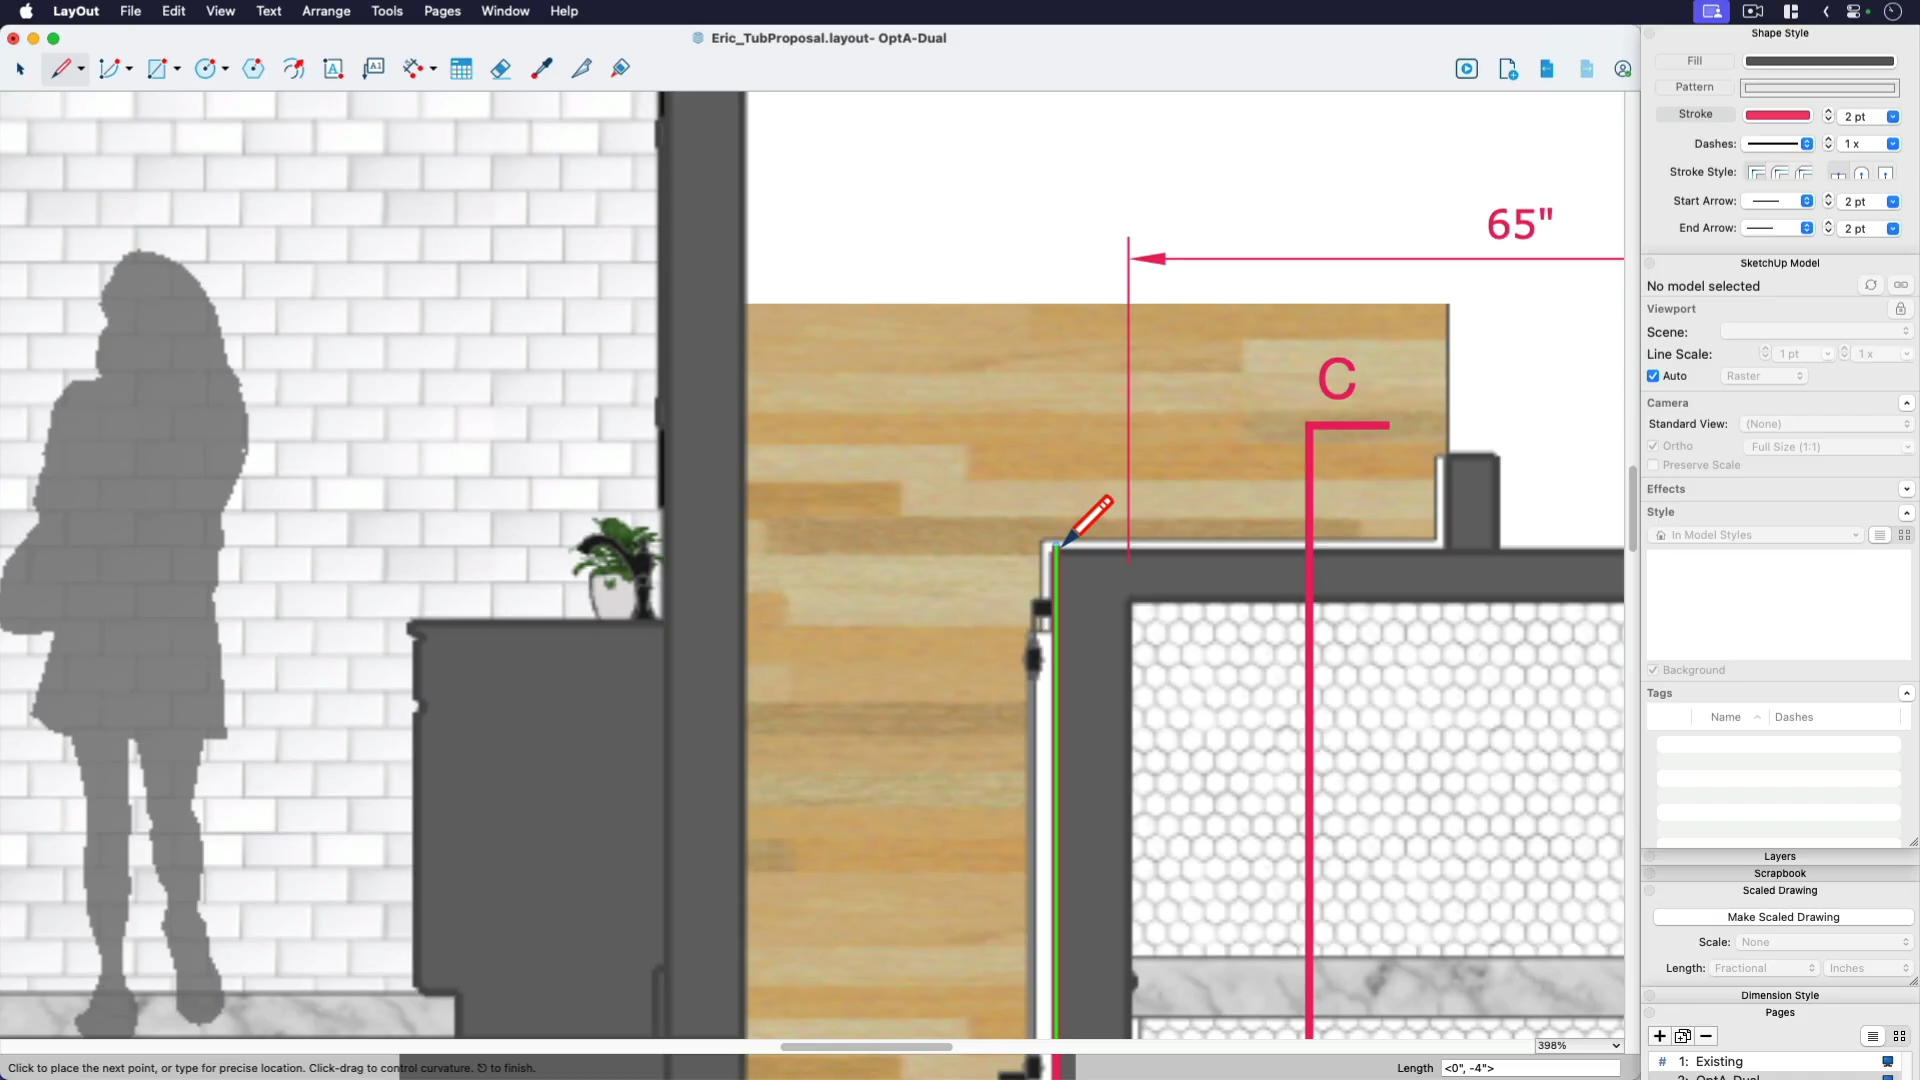 LayOut File Edit View Text Arrange Tools Pages Window Help
Eric_TubProposal.layout- OptA-Dual
65"
C
Shape Style
Fill
Pattern
Stroke 2 pt
Dashes: 1 x
Stroke Style:
Start Arrow: 2 pt
End Arrow: 2 pt
SketchUp Model
No model selected
Viewport
Scene:
Line Scale: 1 pt 1 x
Auto Raster
Camera
Standard View: (None)
Ortho Full Size (1:1)
Preserve Scale
Effects
Style
In Model Styles
Background
Tags
Name Dashes
Layers
Scrapbook
Scaled Drawing
Make Scaled Drawing
Scale: None
Length: Fractional Inches
Dimension Style
Pages
# 1: Existing
2: OptA-Dual
398%
Click to place the next point, or type for precise location. Click-drag to control curvature. ⎋ to finish.
Length <0", -4">